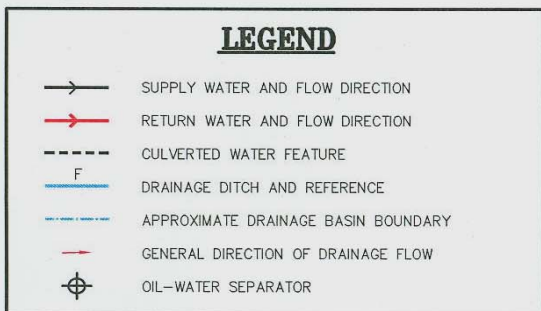 LEGEND
SUPPLY WATER AND FLOW DIRECTION
RETURN WATER AND FLOW DIRECTION
CULVERTED WATER FEATURE
F
DRAINAGE DITCH AND REFERENCE
APPROXIMATE DRAINAGE BASIN BOUNDARY
GENERAL DIRECTION OF DRAINAGE FLOW
OIL-WATER SEPARATOR